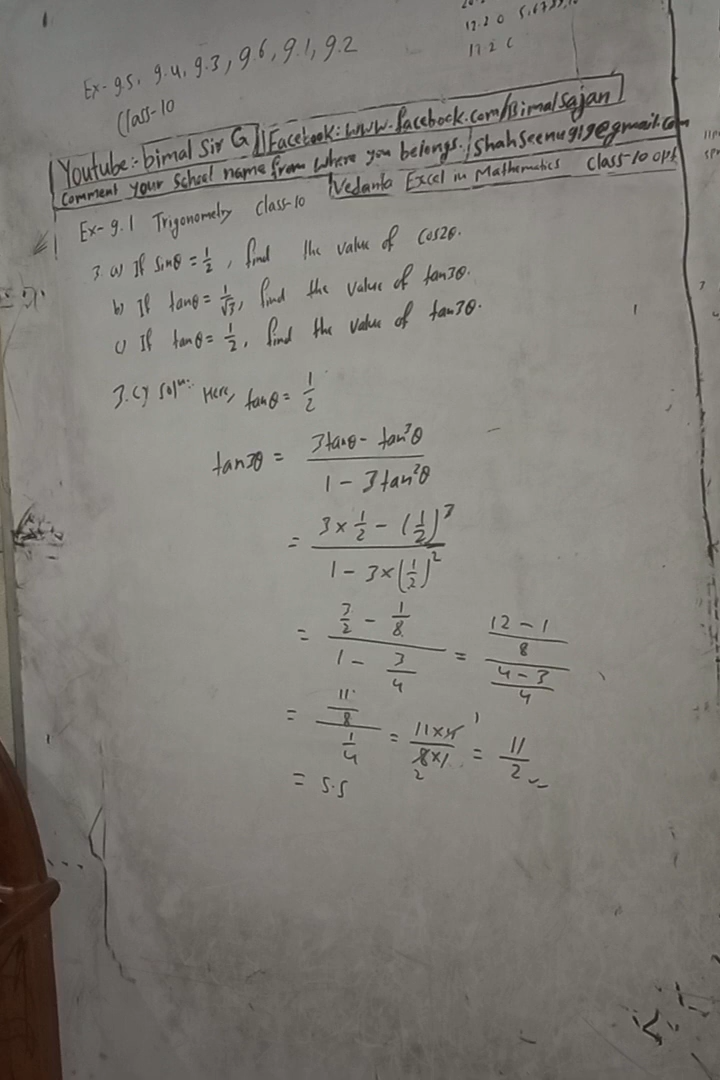 17.2 0
17.2 6
Ex- 9.5, 9.4, 9.3, 9.6, 9.1, 9.2
Class-10
Youtube:- bimal Sir G || Facebook: www.facebook.com/Bimalsajan
Comment your School name from where you belongs.
Vedanta Excel in Mathematics Class-10 opt
Ex- 9.1 Trigonometry Class-10
3. a) If sinθ = 1/2, find the value of cos2θ.
b) If tanθ = 1/√3, find the value of tan3θ.
c) If tanθ = 1/2, find the value of tan3θ.
3. c) Solⁿ: Here, tanθ = 1/2
tan3θ = (3tanθ - tan³θ)/(1 - 3tan²θ)
= (3×1/2 - (1/2)³)/(1 - 3×(1/2)²)
= (3/2 - 1/8)/(1 - 3/4) = ((12-1)/8)/((4-3)/4)
= (11/8)/(1/4) = (11×4)/(8×1) = 11/2
= 5.5